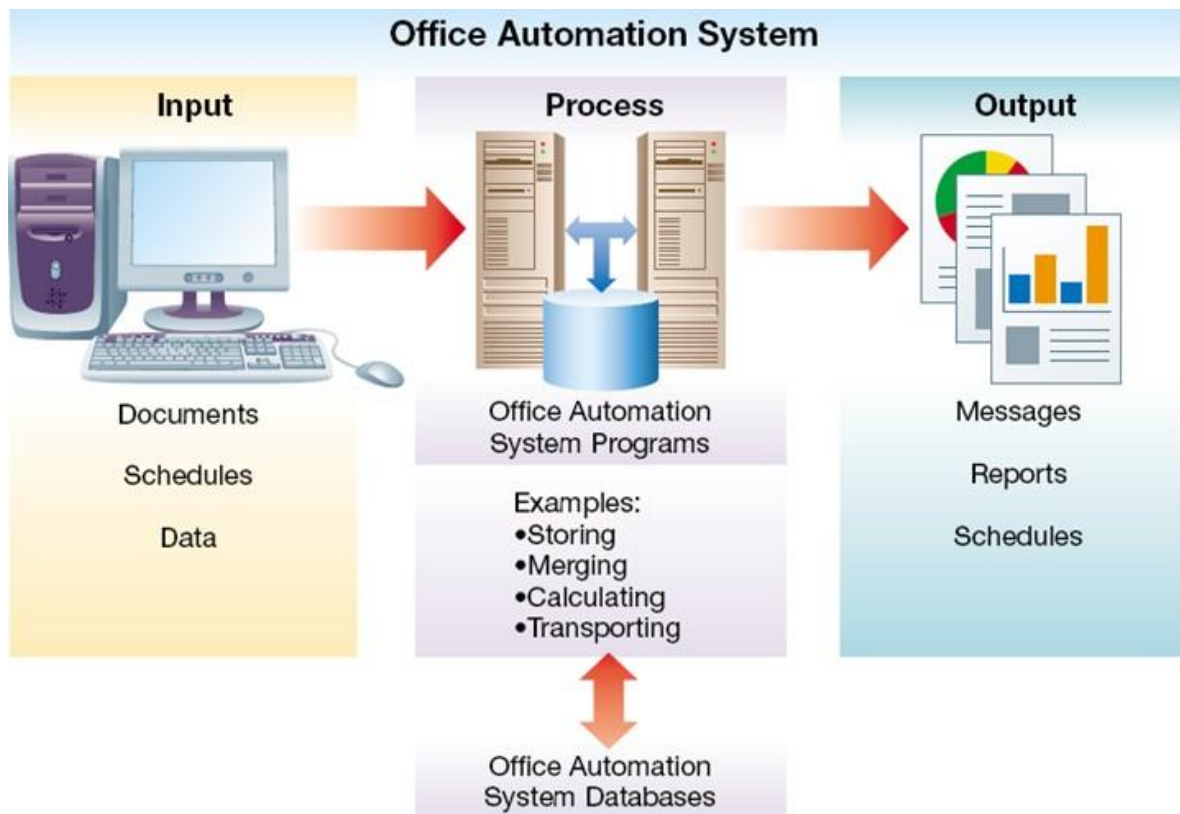 Office Automation System
Input
Documents
Schedules
Data
Process
Office Automation
System Programs
Examples:
•Storing
•Merging
•Calculating
•Transporting
Office Automation
System Databases
Output
Messages
Reports
Schedules